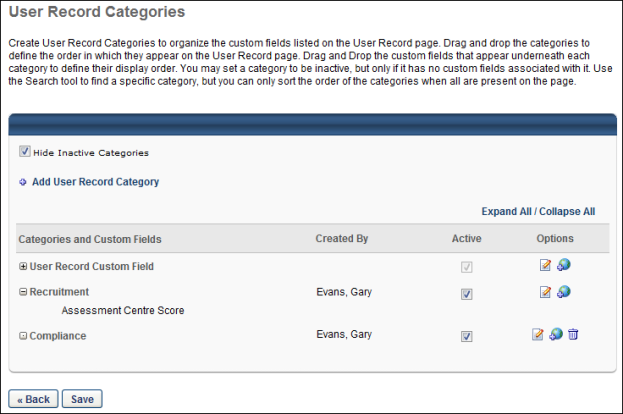 User Record Categories
Create User Record Categories to organize the custom fields listed on the User Record page. Drag and drop the categories to
define the order in which they appear on the User Record page. Drag and Drop the custom fields that appear underneath each
category to define their display order. You may set a category to be inactive, but only if it has no custom fields associated with it. Use
the Search tool to find a specific category, but you can only sort the order of the categories when all are present on the page.
Hide Inactive Categories
Add User Record Category
Expand All / Collapse All
Categories and Custom Fields Created By Active Options
User Record Custom Field
Recruitment Evans, Gary
Assessment Centre Score
Compliance Evans, Gary
« Back Save